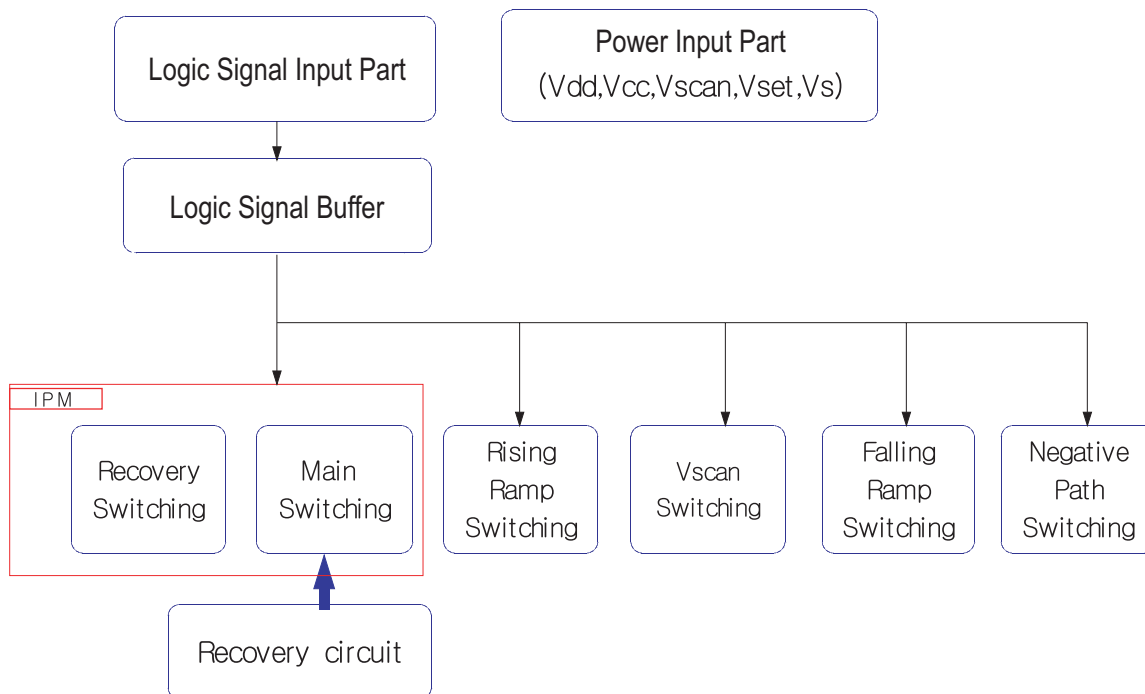 Logic Signal Input Part
Power Input Part
(Vdd,Vcc,Vscan,Vset,Vs)
Logic Signal Buffer
IPM
Recovery
Switching
Main
Switching
Rising
Ramp
Switching
Vscan
Switching
Falling
Ramp
Switching
Negative
Path
Switching
Recovery circuit